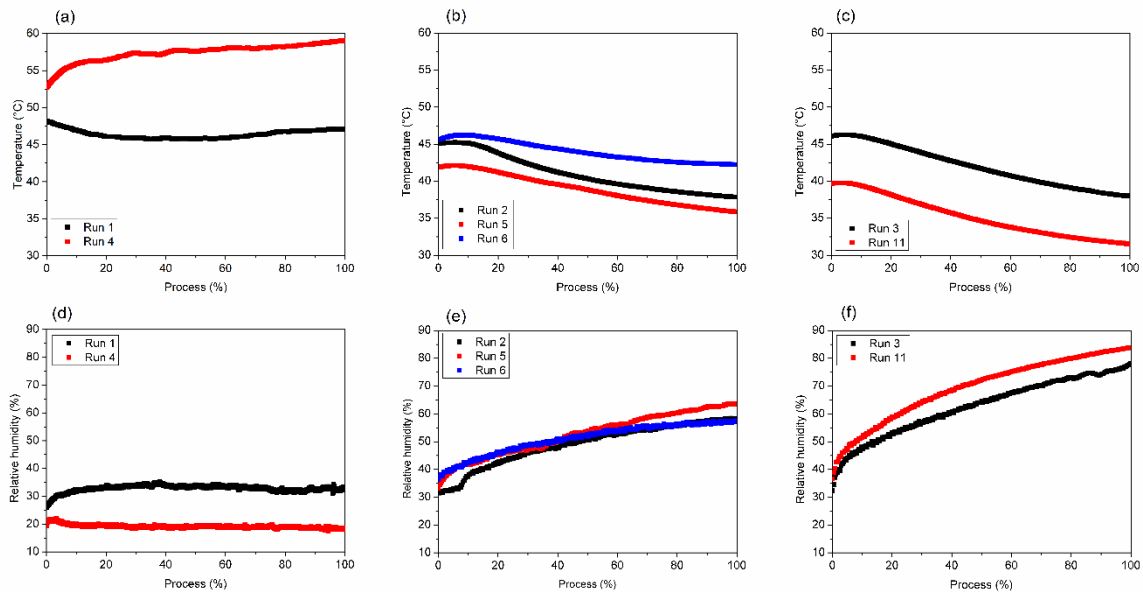 (a)
60
55
50
45
40
35
30
Temperature (°C)
Run 1
Run 4
0 20 40 60 80 100
Process (%)
(b)
60
55
50
45
40
35
30
Temperature (°C)
Run 2
Run 5
Run 6
0 20 40 60 80 100
Process (%)
(c)
60
55
50
45
40
35
30
Temperature (°C)
Run 3
Run 11
0 20 40 60 80 100
Process (%)
(d)
90
80
70
60
50
40
30
20
10
Relative humidity (%)
Run 1
Run 4
0 20 40 60 80 100
Process (%)
(e)
90
80
70
60
50
40
30
20
10
Relative humidity (%)
Run 2
Run 5
Run 6
0 20 40 60 80 100
Process (%)
(f)
90
80
70
60
50
40
30
20
10
Relative humidity (%)
Run 3
Run 11
0 20 40 60 80 100
Process (%)